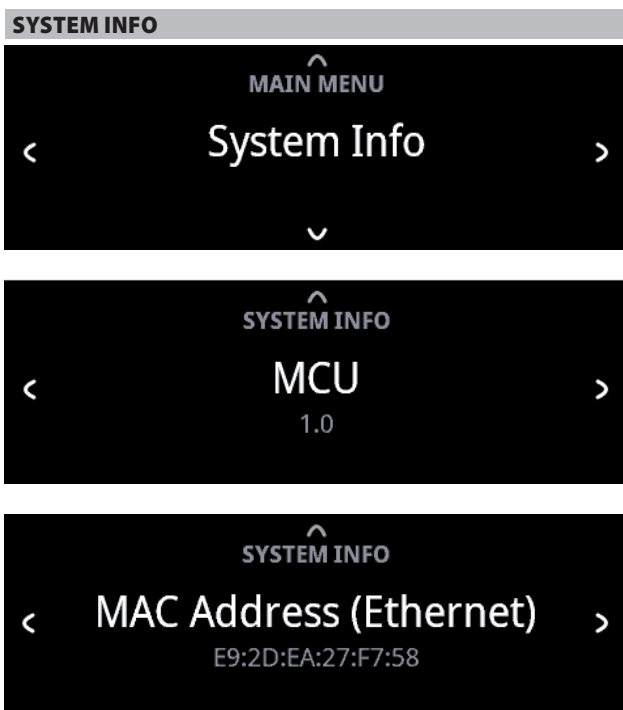 SYSTEM INFO
MAIN MENU
System Info
SYSTEM INFO
MCU
1.0
SYSTEM INFO
MAC Address (Ethernet)
E9:2D:EA:27:F7:58